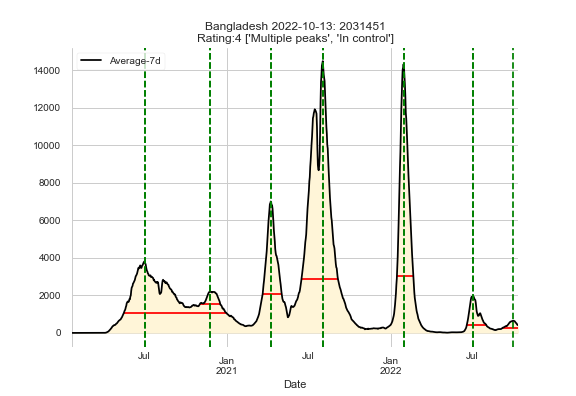 Bangladesh 2022-10-13: 2031451
Rating:4 ['Multiple peaks', 'In control']
Average-7d
14000
12000
10000
8000
6000
4000
2000
0
Jul Jan Jul Jan Jul
2021 2022
Date